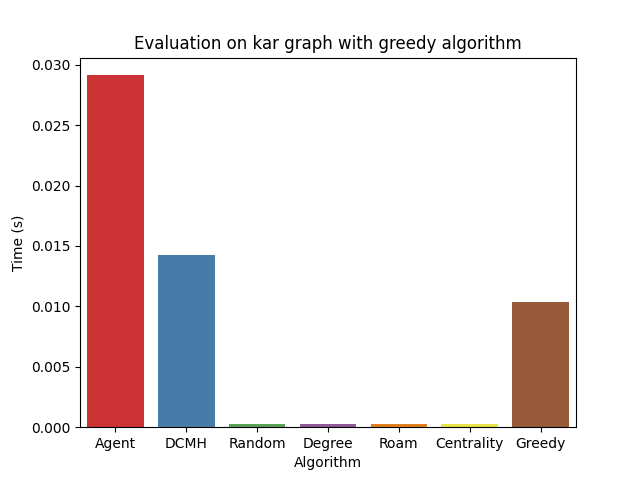 Evaluation on kar graph with greedy algorithm
0.030
0.025
0.020
0.015
0.010
0.005
0.000
Time (s)
Agent DCMH Random Degree Roam Centrality Greedy
Algorithm